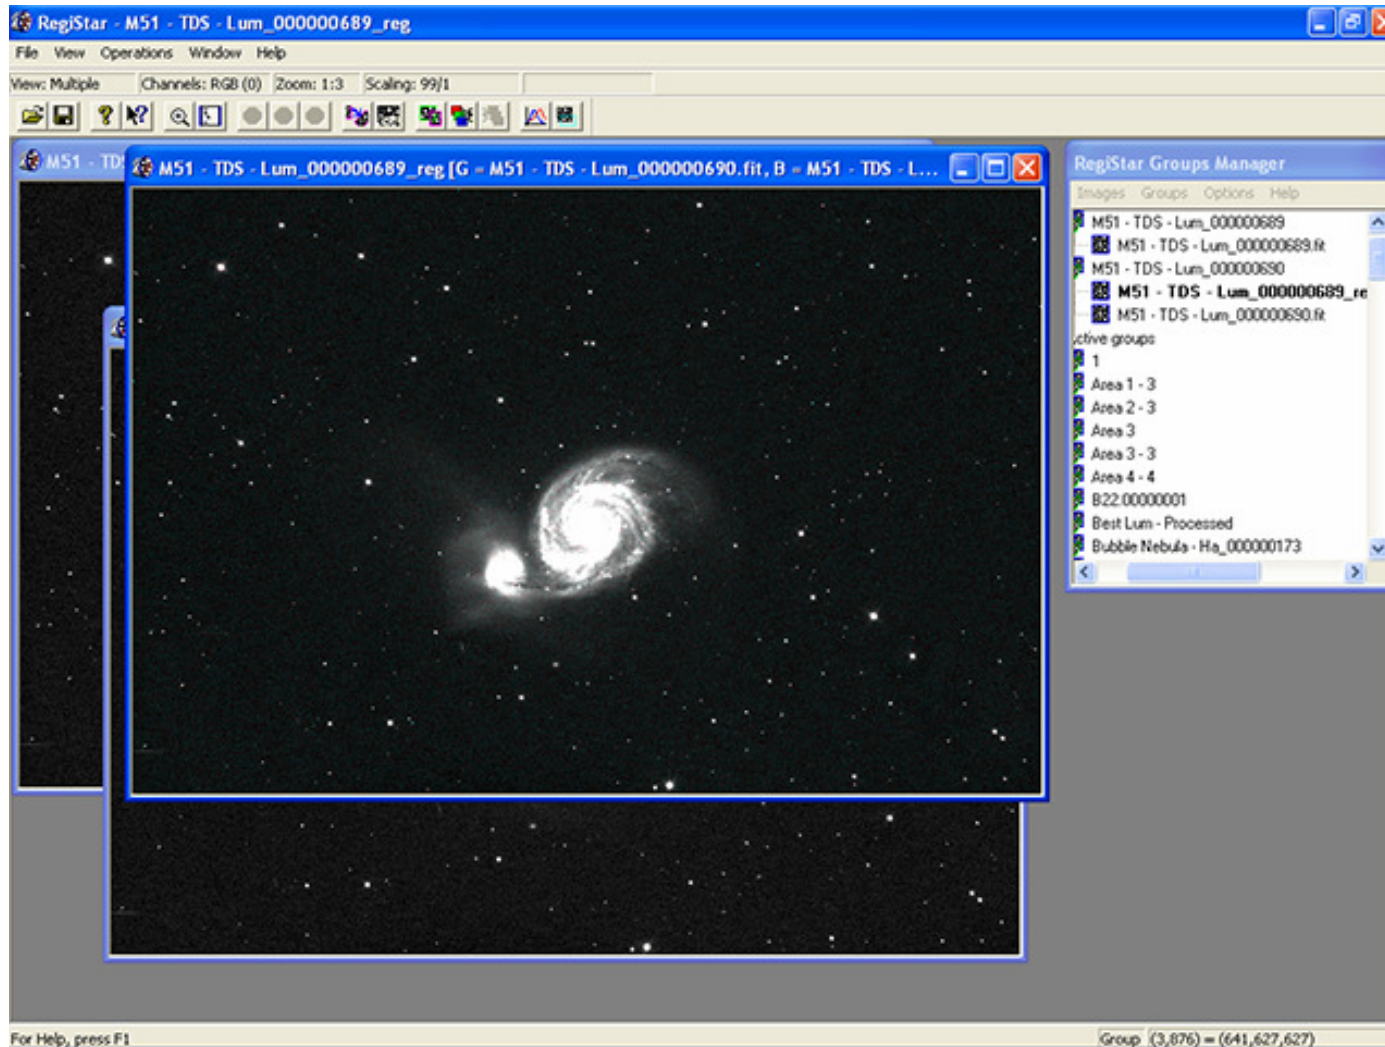 RegiStar - M51 - TDS - Lum_000000689_reg
File View Operations Window Help
View: Multiple Channels: RGB (0) Zoom: 1:3 Scaling: 99/1
M51 - TD
M51 - TDS - Lum_000000689_reg [G = M51 - TDS - Lum_000000690.fit, B = M51 - TDS - L...
RegiStar Groups Manager
Images Groups Options Help
M51 - TDS - Lum_000000689
M51 - TDS - Lum_000000689.fit
M51 - TDS - Lum_000000690
M51 - TDS - Lum_000000689_re
M51 - TDS - Lum_000000690.fit
ctive groups
1
Area 1 - 3
Area 2 - 3
Area 3
Area 3 - 3
Area 4 - 4
B22.00000001
Best Lum - Processed
Bubble Nebula - Ha_000000173
For Help, press F1
Group (3,876) = (641,627,627)